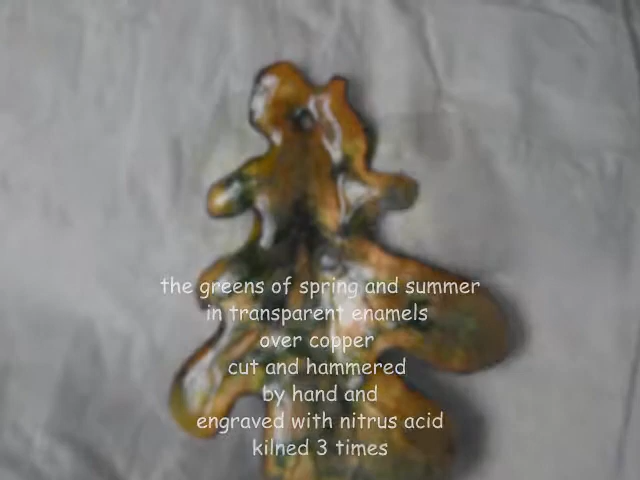 the greens of spring and summer
in transparent enamels
over copper
cut and hammered
by hand and
engraved with nitrus acid
kilned 3 times